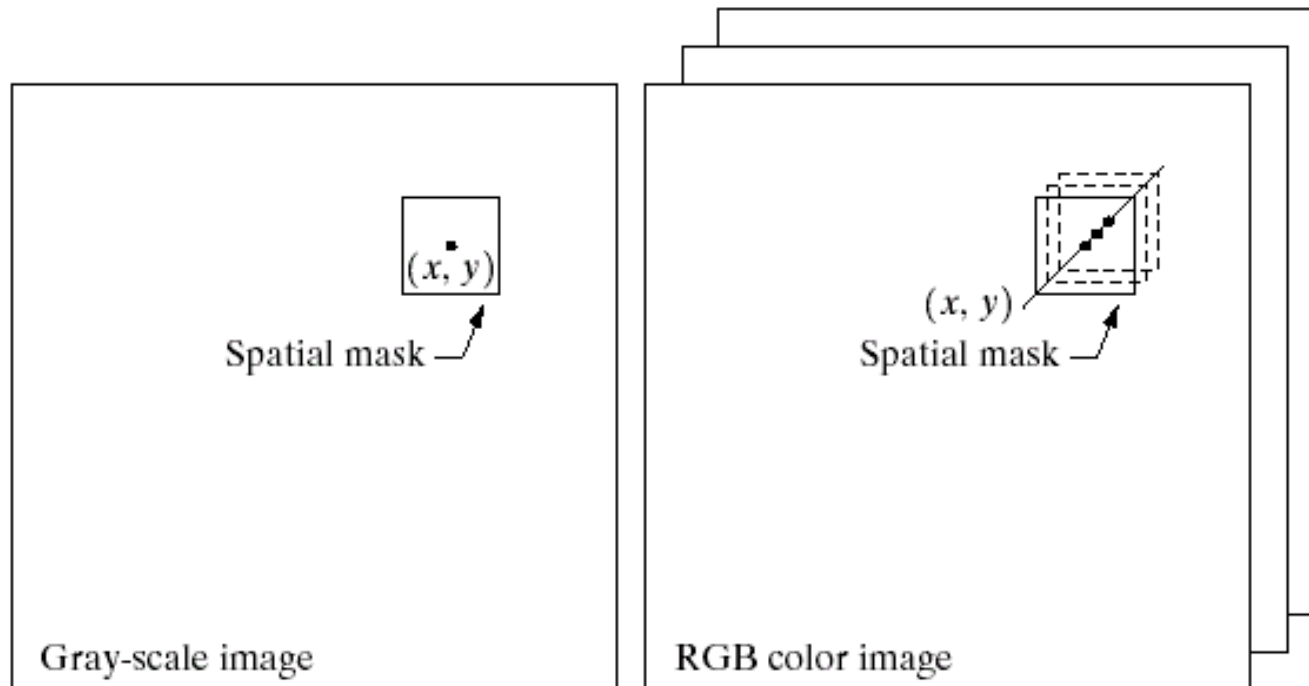 (x, y)
Spatial mask
Gray-scale image
(x, y)
Spatial mask
RGB color image